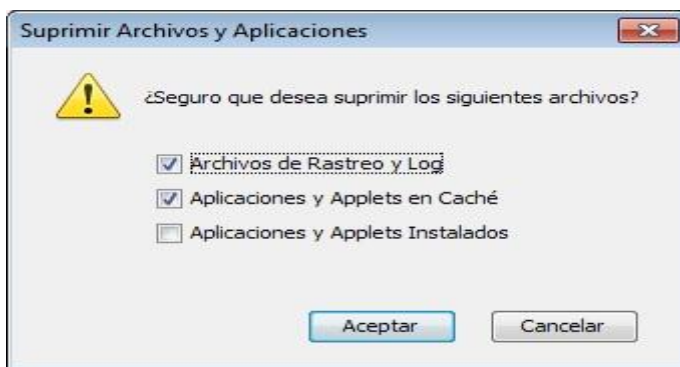 Suprimir Archivos y Aplicaciones
¿Seguro que desea suprimir los siguientes archivos?
Archivos de Rastreo y Log
Aplicaciones y Applets en Caché
Aplicaciones y Applets Instalados
Aceptar Cancelar